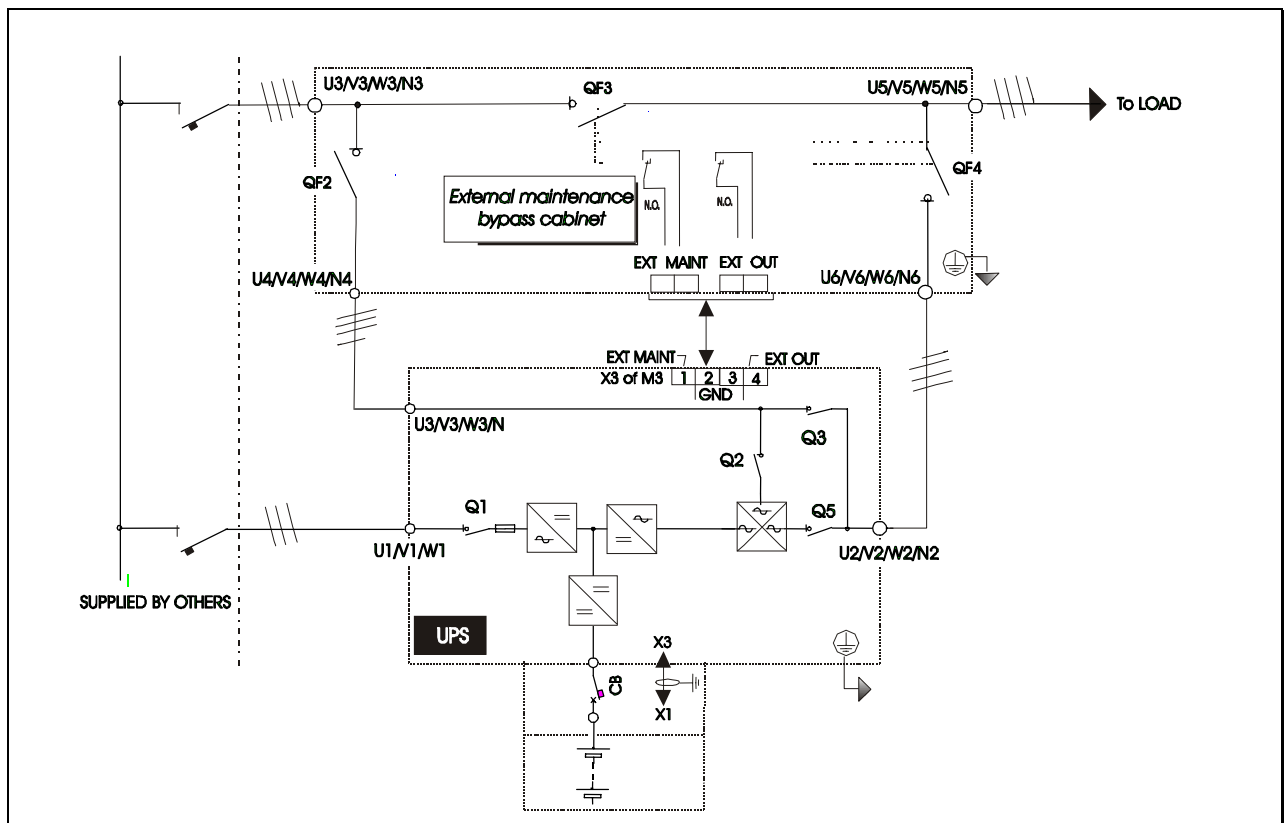 U3/V3/W3/N3
QF3
U5/V5/W5/N5
To LOAD
QF2
QF4
External maintenance
bypass cabinet
N.O.
N.O.
EXT MAINT
EXT OUT
U4/V4/W4/N4
U6/V6/W6/N6
EXT MAINT
EXT OUT
X3 of M3
1
2
3
4
GND
U3/V3/W3/N
Q3
Q2
Q1
Q5
U1/V1/W1
U2/V2/W2/N2
SUPPLIED BY OTHERS
UPS
X3
CB
X1